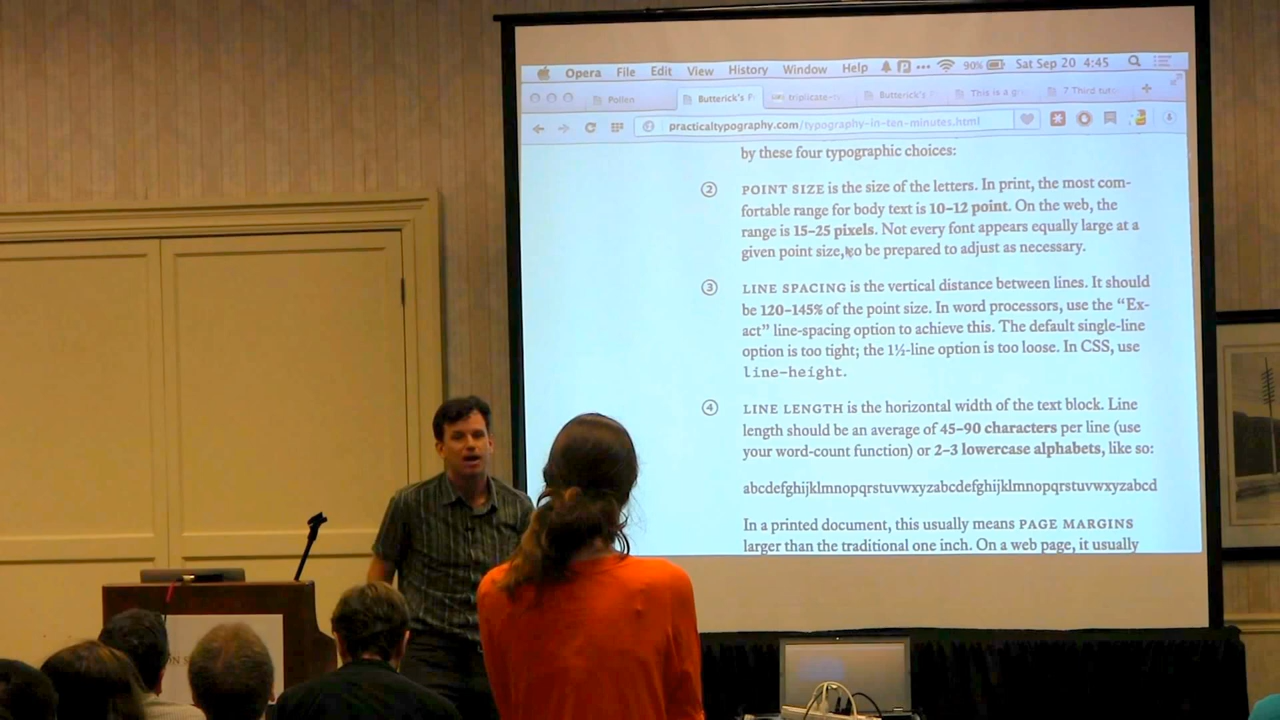 Opera File Edit View History Window Help 90% Sat Sep 20 4:45
Pollen Butterick's P triplicate-ty Butterick's P This is a g 7 Third tut
practicaltypography.com/typography-in-ten-minutes.html
by these four typographic choices:
2 POINT SIZE is the size of the letters. In print, the most com-
fortable range for body text is 10–12 point. On the web, the
range is 15–25 pixels. Not every font appears equally large at a
given point size, so be prepared to adjust as necessary.
3 LINE SPACING is the vertical distance between lines. It should
be 120–145% of the point size. In word processors, use the “Ex-
act” line-spacing option to achieve this. The default single-line
option is too tight; the 1½-line option is too loose. In CSS, use
line-height.
4 LINE LENGTH is the horizontal width of the text block. Line
length should be an average of 45–90 characters per line (use
your word-count function) or 2–3 lowercase alphabets, like so:
abcdefghijklmnopqrstuvwxyzabcdefghijklmnopqrstuvwxyzabcd
In a printed document, this usually means PAGE MARGINS
larger than the traditional one inch. On a web page, it usually